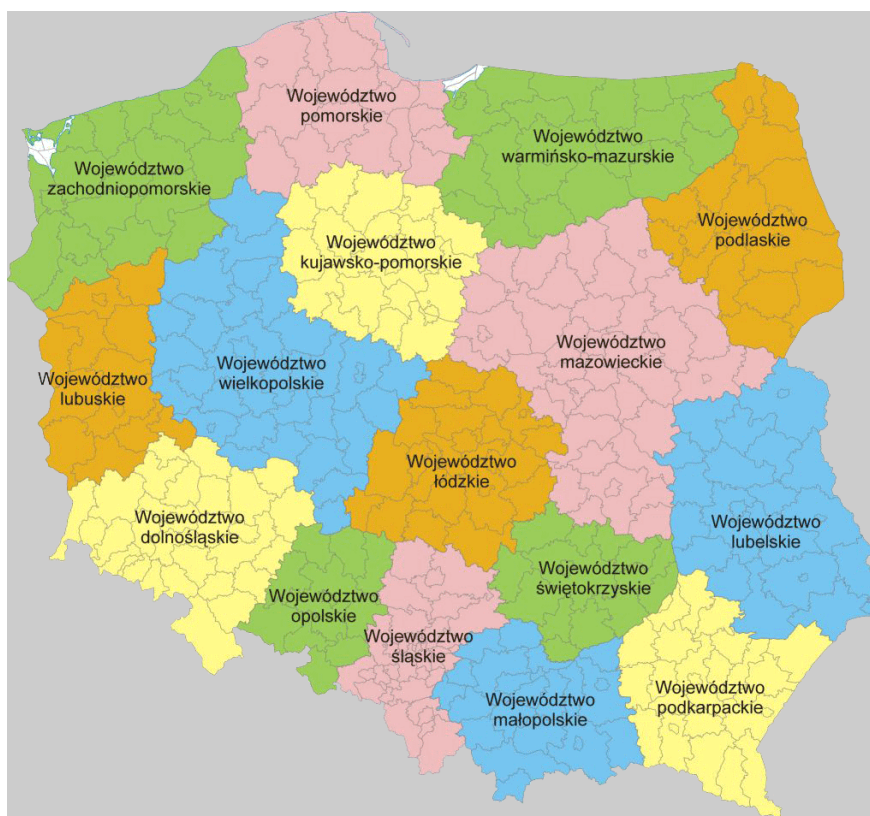 Województwo
pomorskie
Województwo
warmińsko-mazurskie
Województwo
zachodniopomorskie
Województwo
podlaskie
Województwo
kujawsko-pomorskie
Województwo
mazowieckie
Województwo
wielkopolskie
Województwo
lubuskie
Województwo
łódzkie
Województwo
dolnośląskie
Województwo
lubelskie
Województwo
świętokrzyskie
Województwo
opolskie
Województwo
śląskie
Województwo
małopolskie
Województwo
podkarpackie